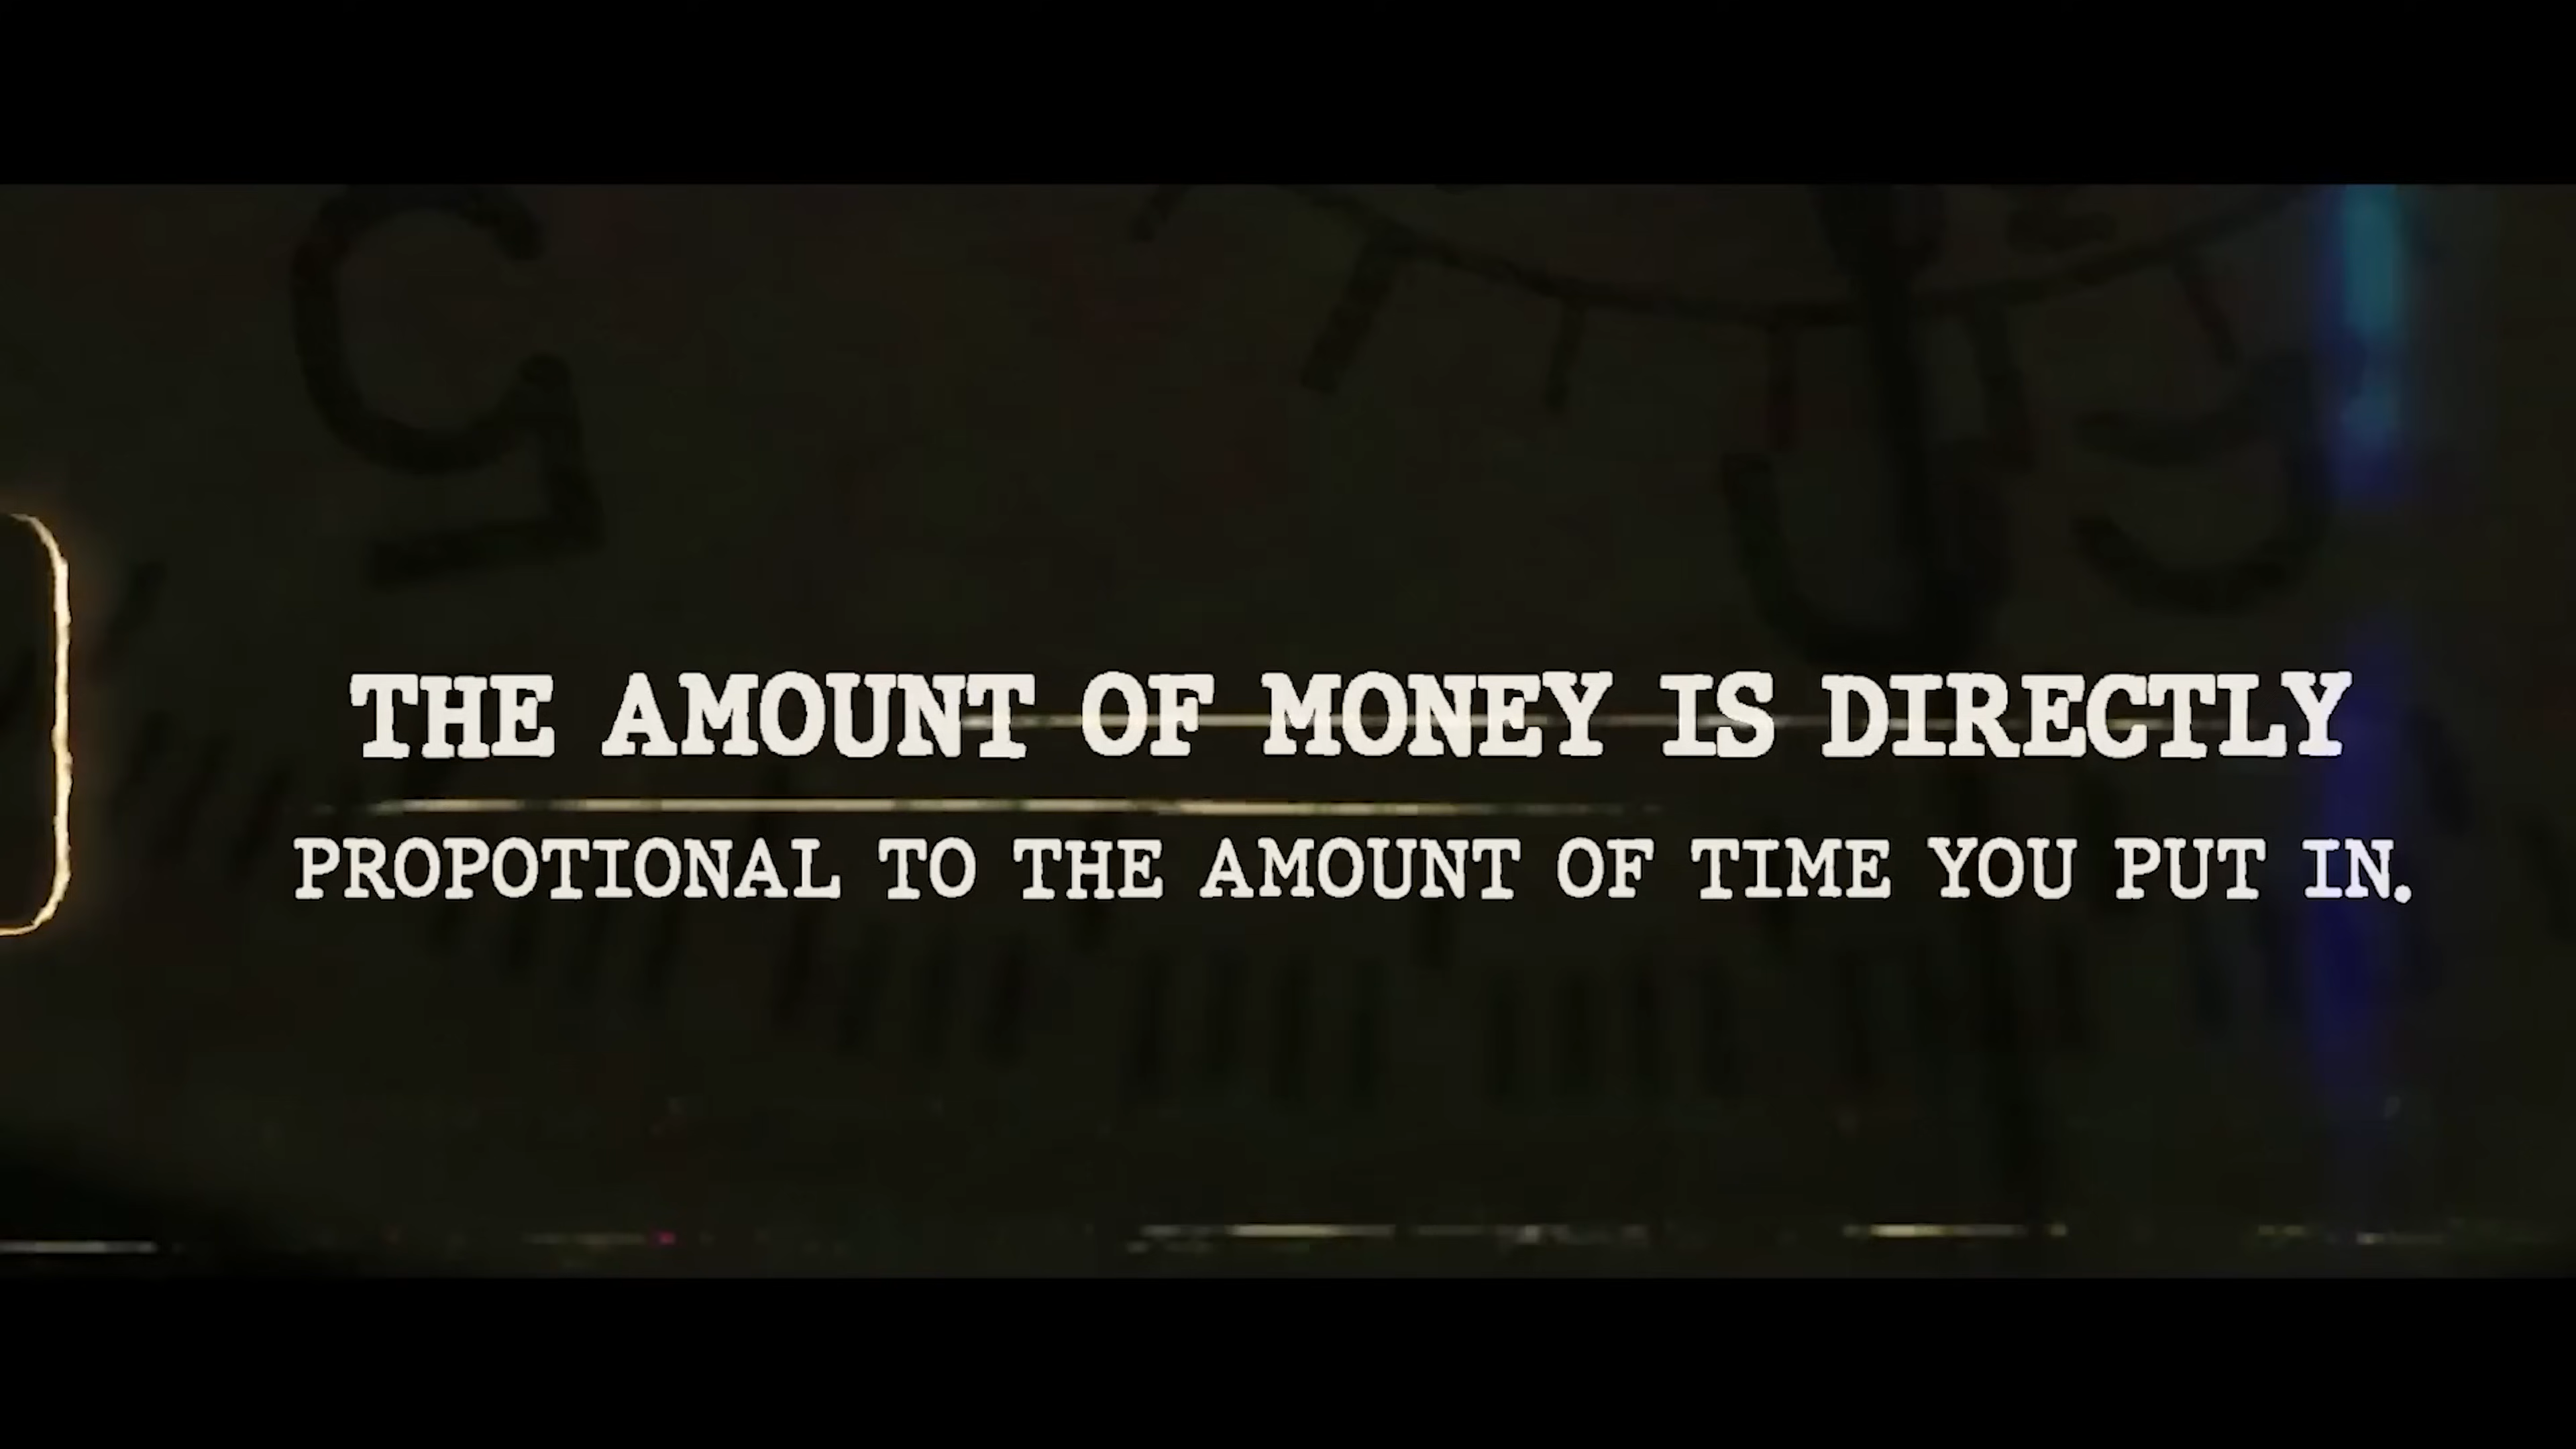 THE AMOUNT OF MONEY IS DIRECTLY
PROPOTIONAL TO THE AMOUNT OF TIME YOU PUT IN.